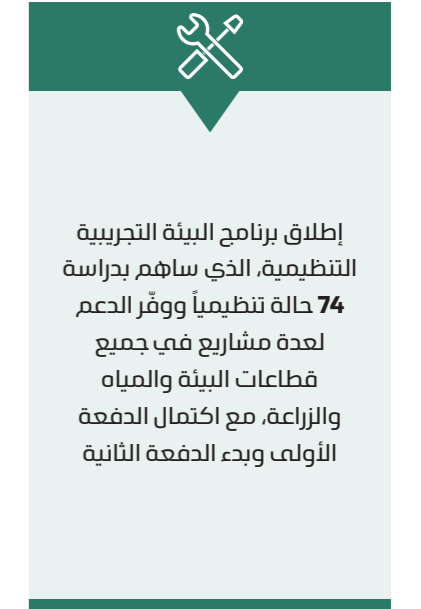 إطلاق برنامج البيئة التجريبية
التنظيمية، الذي ساهم بدراسة
74 حالة تنظيمياً ووفّر الدعم
لعدة مشاريع في جميع
قطاعات البيئة والمياه
والزراعة، مع اكتمال الدفعة
الأولى وبدء الدفعة الثانية